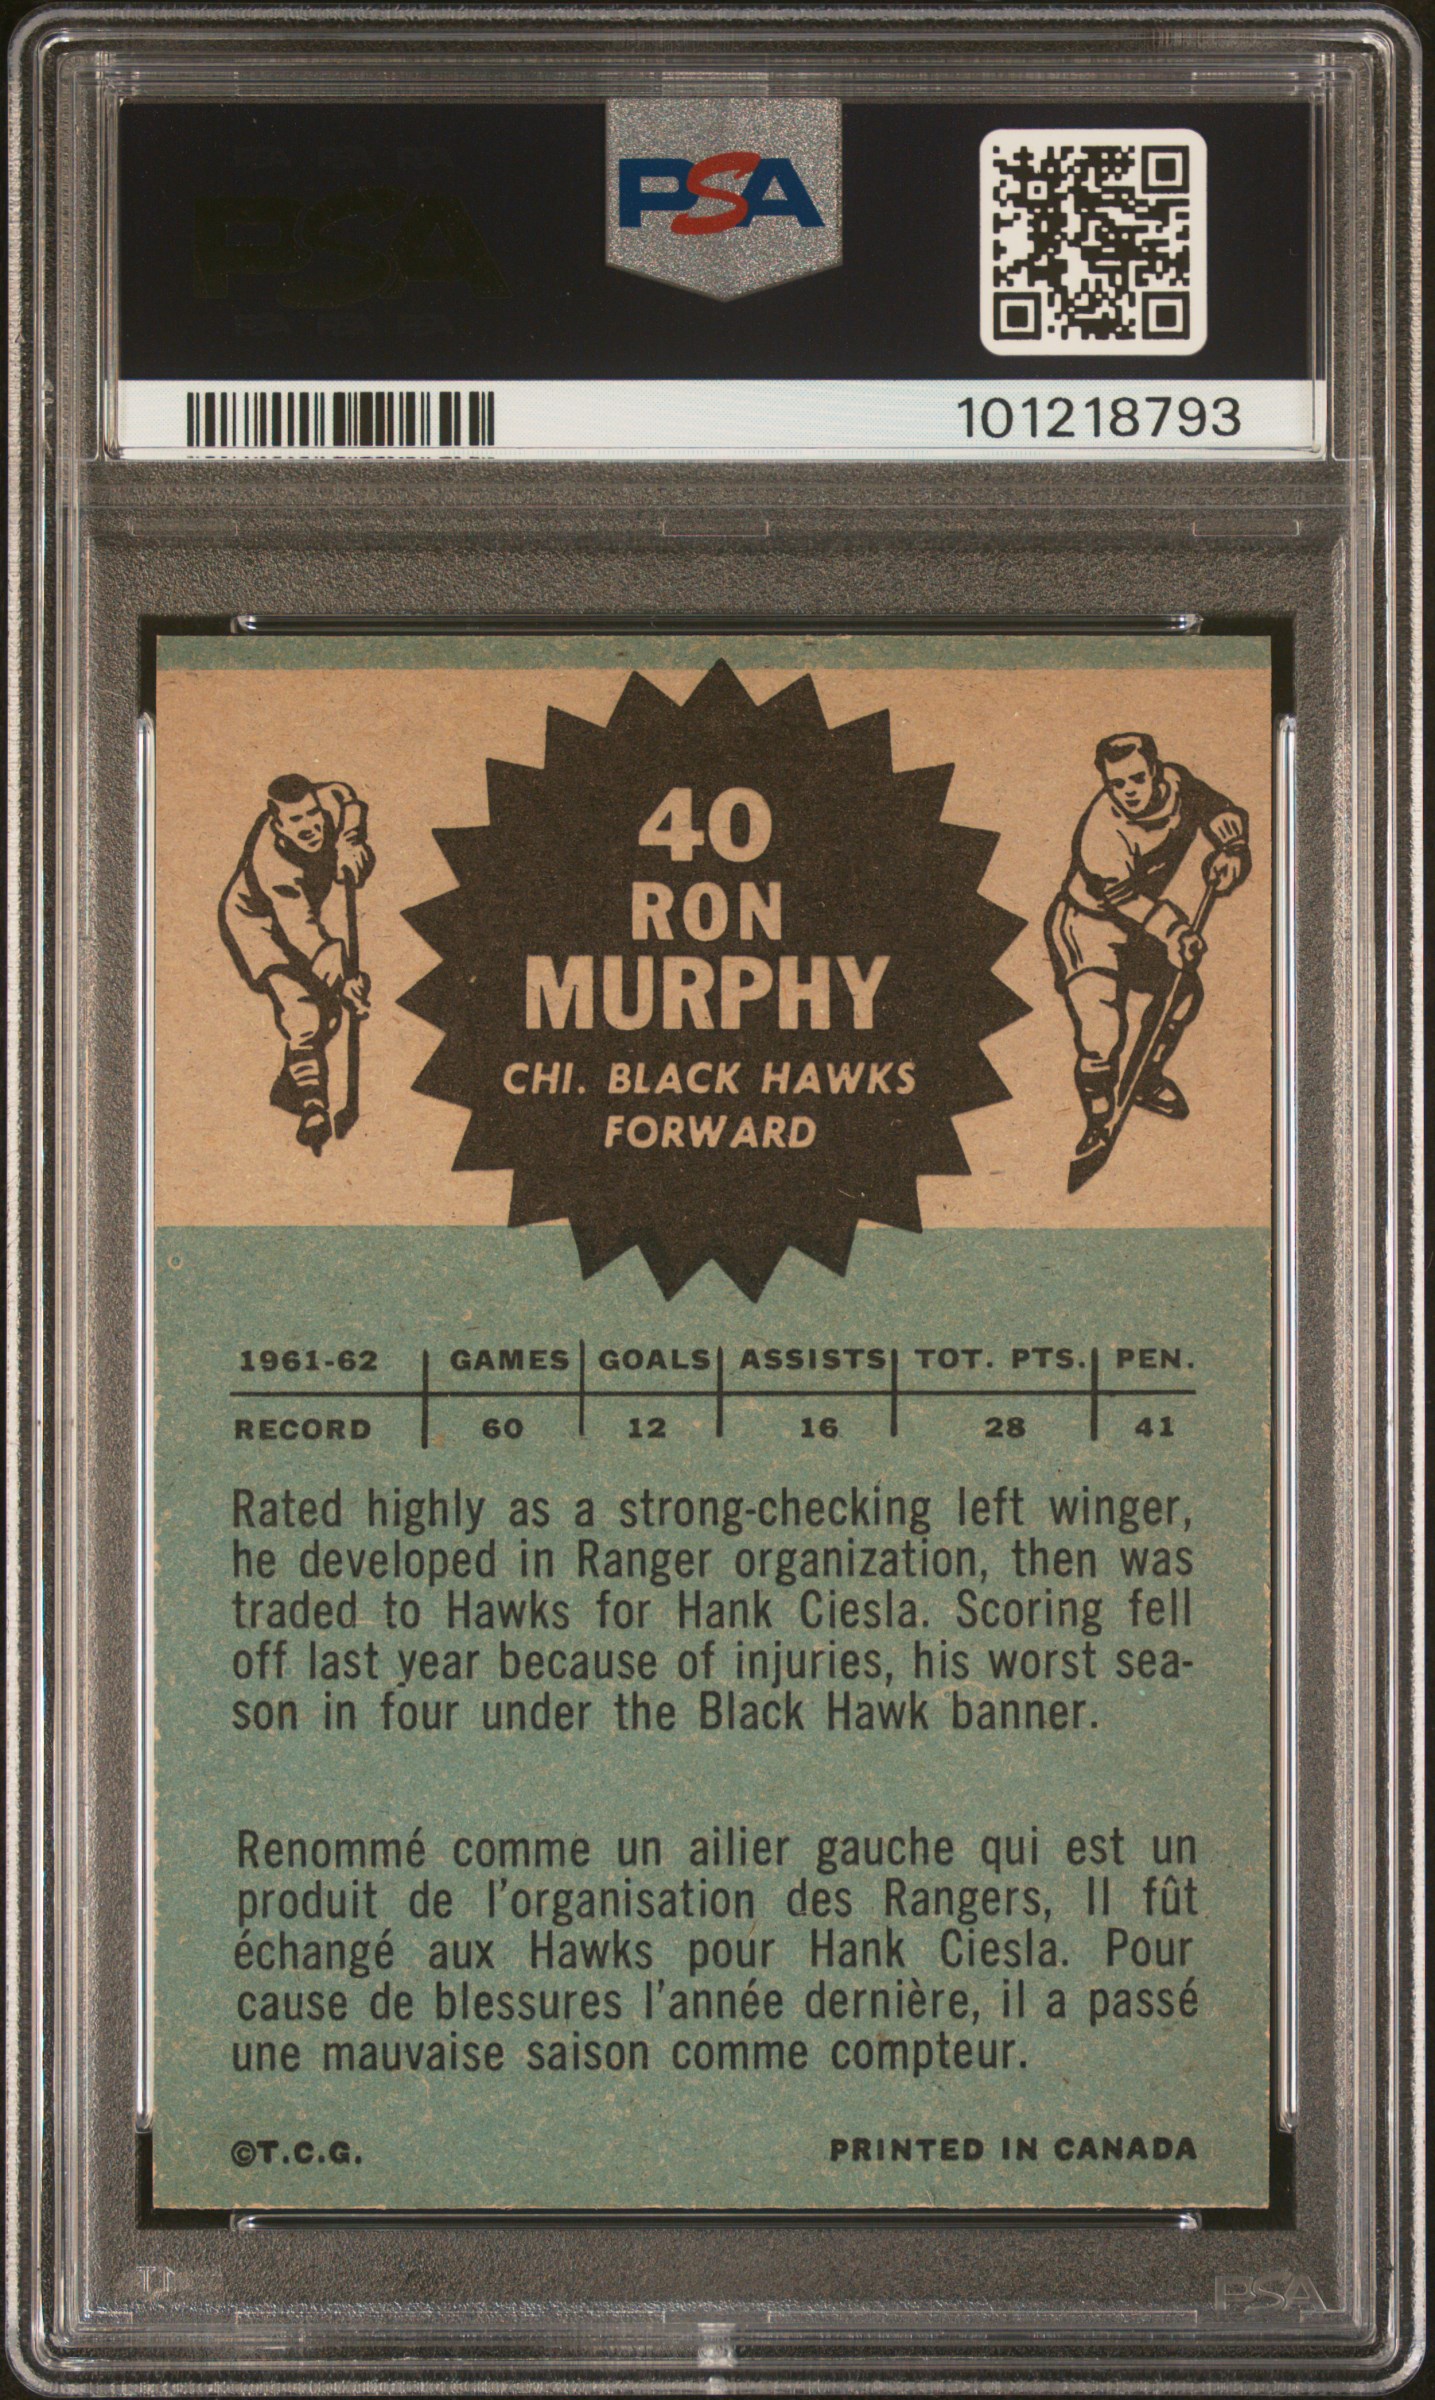 PSA
PSA
101218793
40
RON
MURPHY
CHI. BLACK HAWKS
FORWARD
1961-62 GAMES GOALS ASSISTS TOT. PTS. PEN.
RECORD 60 12 16 28 41
Rated highly as a strong-checking left winger,
he developed in Ranger organization, then was
traded to Hawks for Hank Ciesla. Scoring fell
off last year because of injuries, his worst sea-
son in four under the Black Hawk banner.
Renommé comme un ailier gauche qui est un
produit de l'organisation des Rangers, Il fût
échangé aux Hawks pour Hank Ciesla. Pour
cause de blessures l'année dernière, il a passé
une mauvaise saison comme compteur.
©T.C.G. PRINTED IN CANADA
PSA